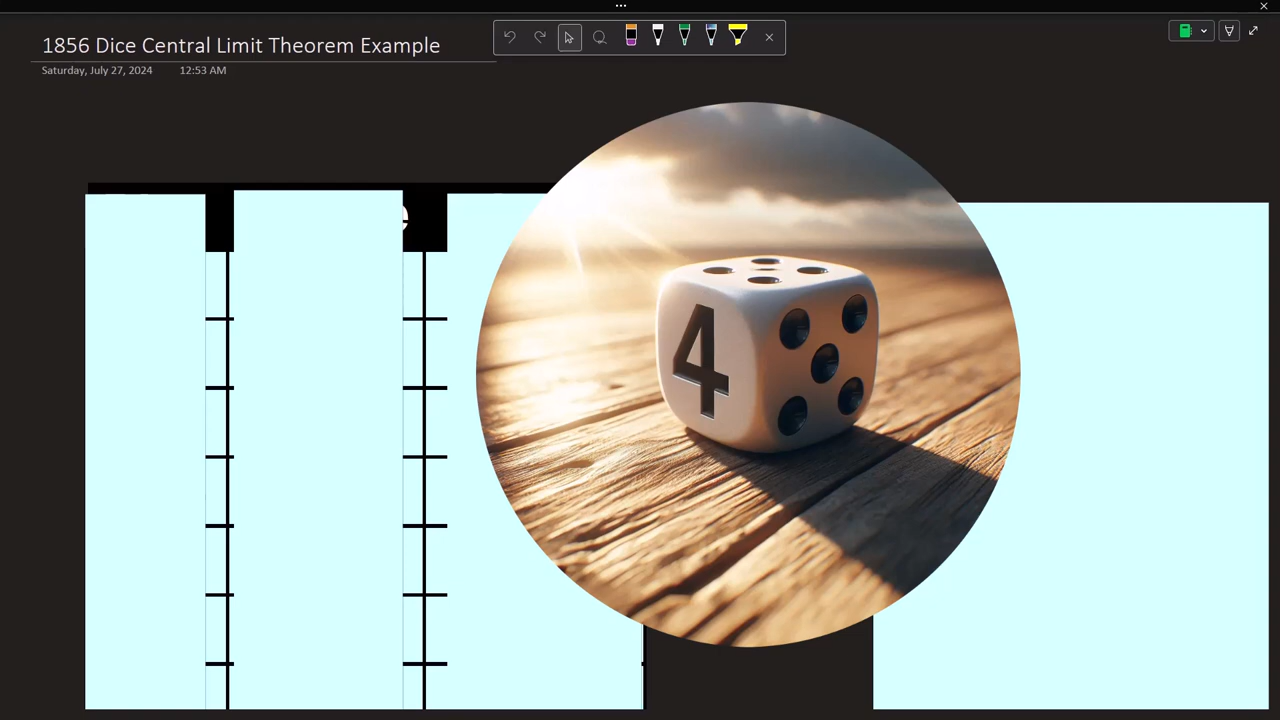 1856 Dice Central Limit Theorem Example
Saturday, July 27, 2024 12:53 AM
4